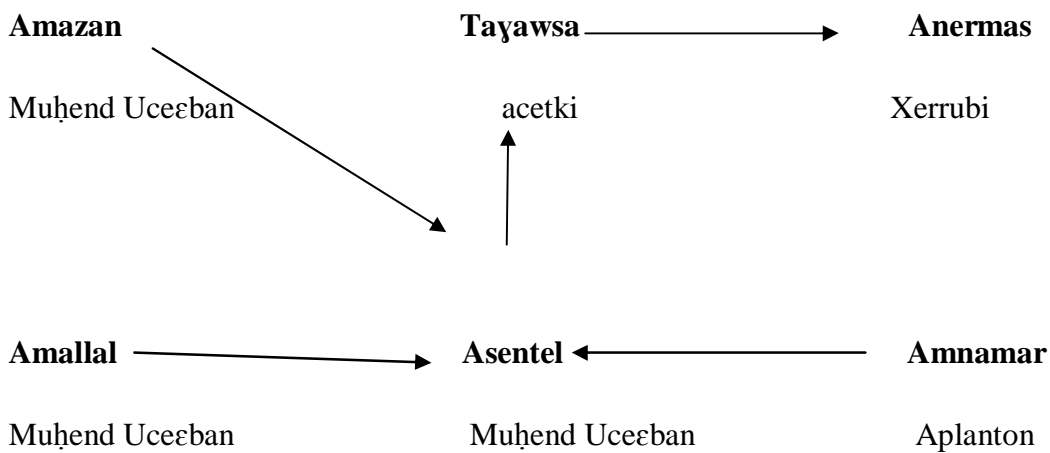 Amazan Taɣawsa Anermas
Muḥend Uceɛban acetki Xerrubi
Amallal Asentel Amnamar
Muḥend Uceɛban Muḥend Uceɛban Aplanton